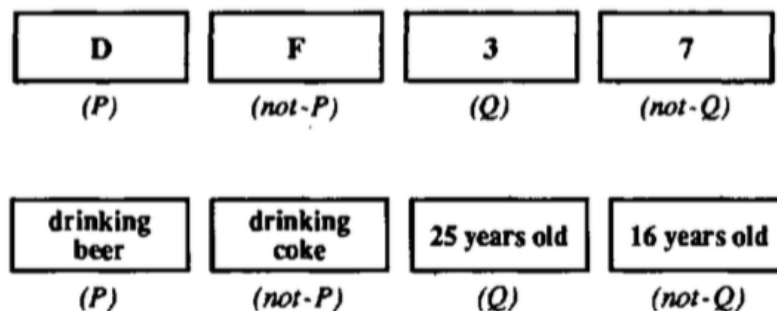 D F 3 7
(P) (not-P) (Q) (not-Q)
drinking beer drinking coke 25 years old 16 years old
(P) (not-P) (Q) (not-Q)